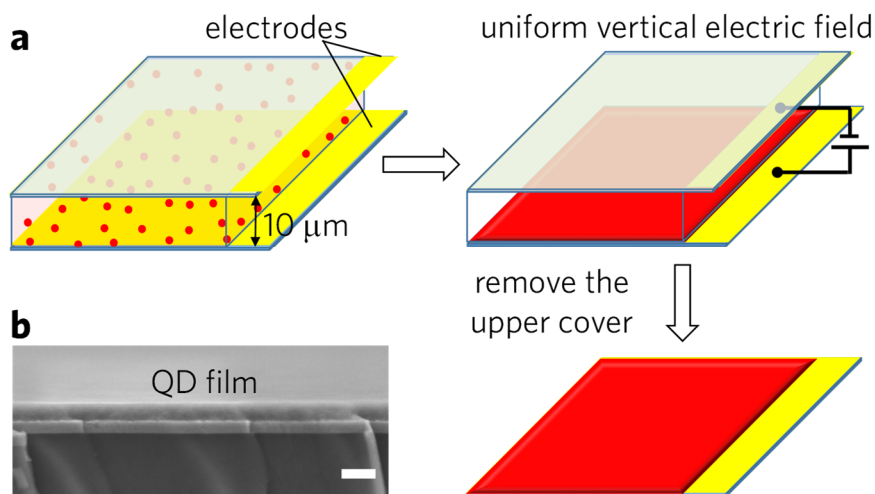 a
electrodes
uniform vertical electric field
10 μm
remove the
upper cover
b
QD film